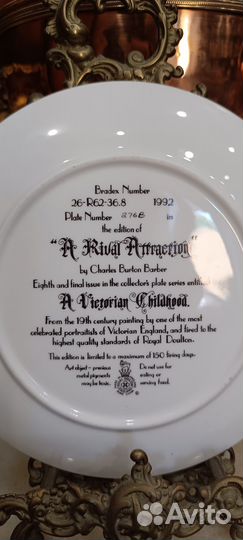 Bradex Number
26-R62-36.8 1992
Plate Number 276B in
the edition of
"A Rival Attraction"
by Charles Burton Barber
Eighth and final issue in the collector's plate series entitled
A Victorian Childhood.
From the 19th century painting by one of the most
celebrated portraitists of Victorian England, and fired to the
highest quality standards of Royal Doulton.
This edition is limited to a maximum of 150 firing days.
Art object – precious
metal pigments
may be toxic.
Do not use for
eating or
serving food.
Avito